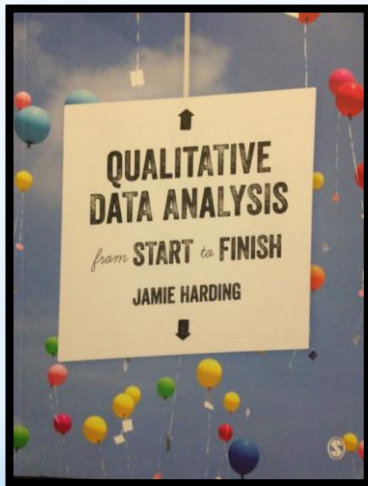 QUALITATIVE
DATA ANALYSIS
from START to FINISH
JAMIE HARDING
S